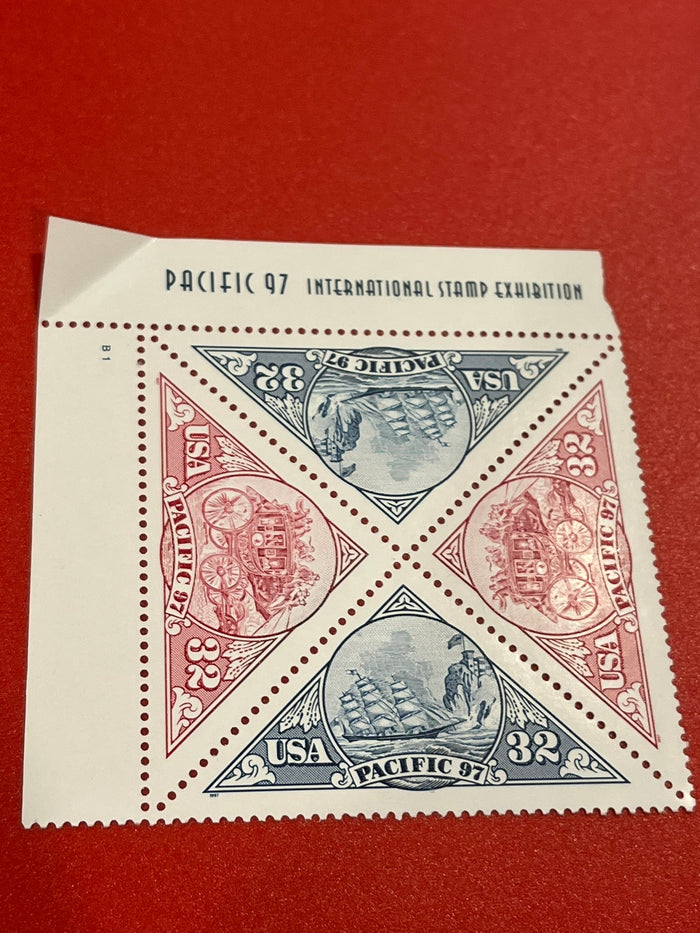 PACIFIC 97 INTERNATIONAL STAMP EXHIBITION
B1
32 PACIFIC 97 USA
USA PACIFIC 97 32
32 PACIFIC 97 USA
USA PACIFIC 97 32
1997